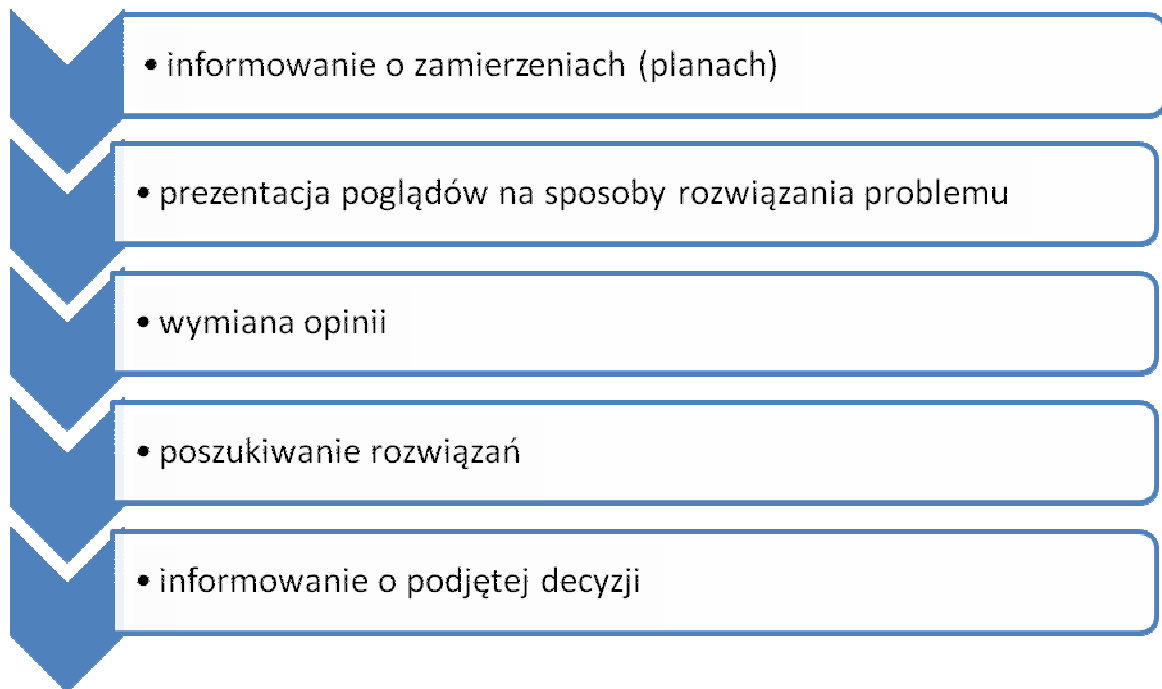 • informowanie o zamierzeniach (planach)
• prezentacja poglądów na sposoby rozwiązania problemu
• wymiana opinii
• poszukiwanie rozwiązań
• informowanie o podjętej decyzji